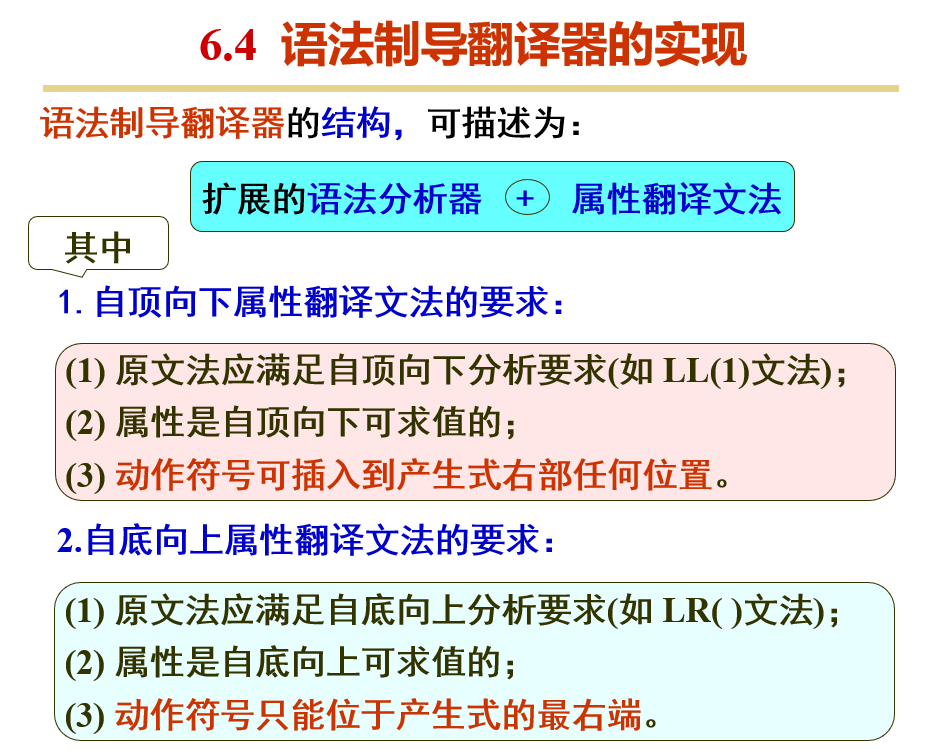 6.4 语法制导翻译器的实现
语法制导翻译器的结构，可描述为：
扩展的语法分析器 + 属性翻译文法
其中
1. 自顶向下属性翻译文法的要求：
(1) 原文法应满足自顶向下分析要求(如 LL(1)文法)；
(2) 属性是自顶向下可求值的；
(3) 动作符号可插入到产生式右部任何位置。
2.自底向上属性翻译文法的要求：
(1) 原文法应满足自底向上分析要求(如 LR( )文法)；
(2) 属性是自底向上可求值的；
(3) 动作符号只能位于产生式的最右端。